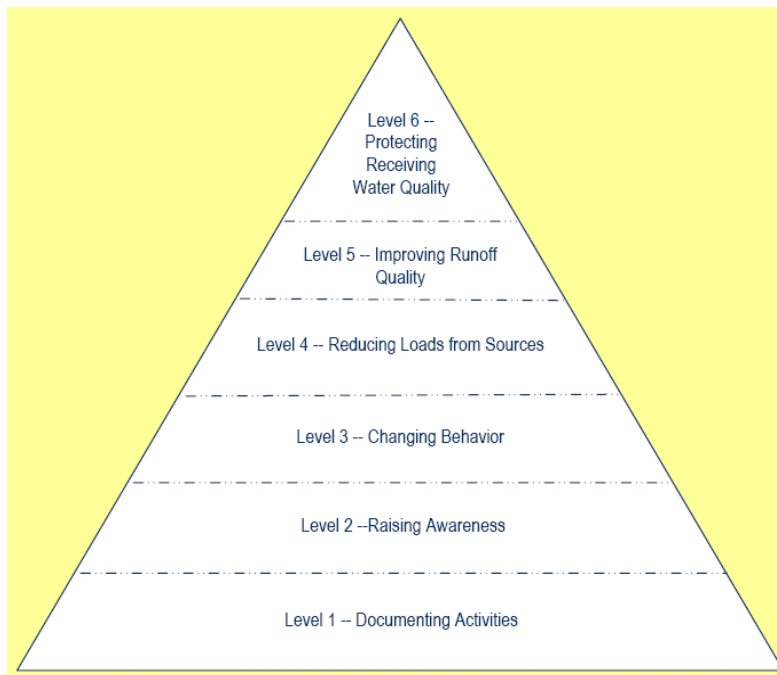 Level 6 --
Protecting
Receiving
Water Quality
Level 5 -- Improving Runoff
Quality
Level 4 -- Reducing Loads from Sources
Level 3 -- Changing Behavior
Level 2 --Raising Awareness
Level 1 -- Documenting Activities